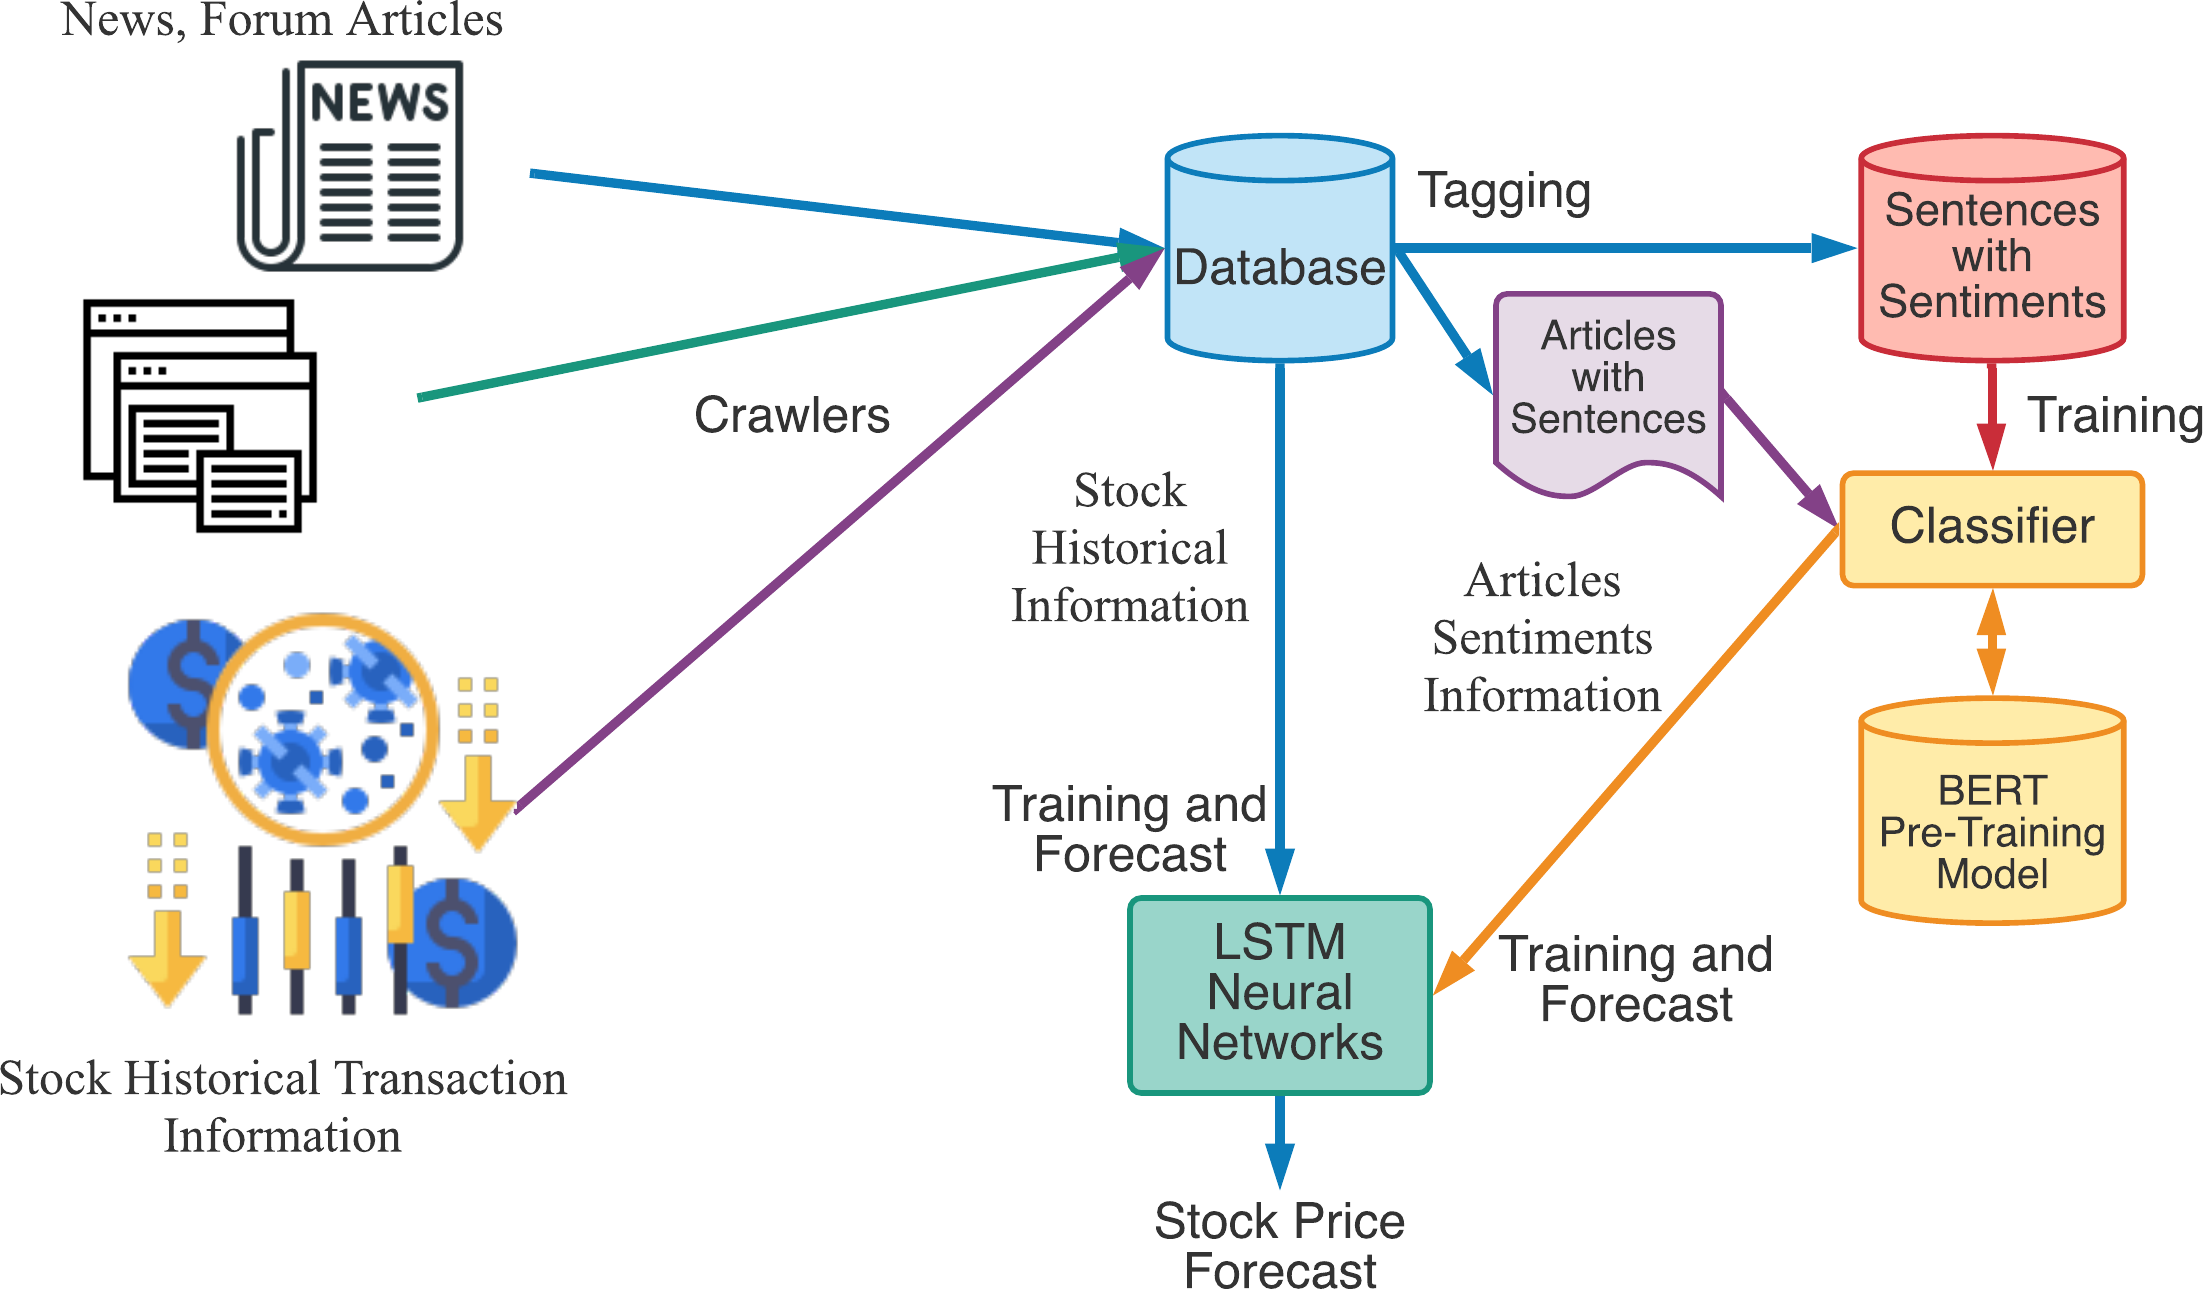 News, Forum Articles
NEWS
Crawlers
Stock Historical Transaction
Information
Database
Tagging
Sentences
with
Sentiments
Articles
with
Sentences
Training
Classifier
Stock
Historical
Information
Articles
Sentiments
Information
BERT
Pre-Training
Model
Training and
Forecast
LSTM
Neural
Networks
Training and
Forecast
Stock Price
Forecast